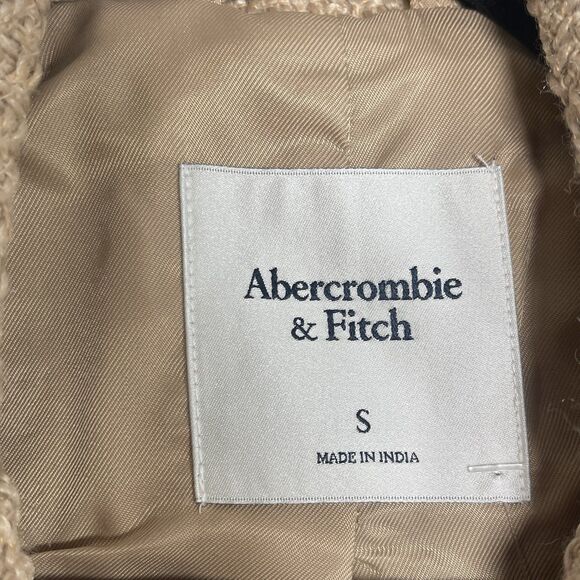 Abercrombie
& Fitch
S
MADE IN INDIA